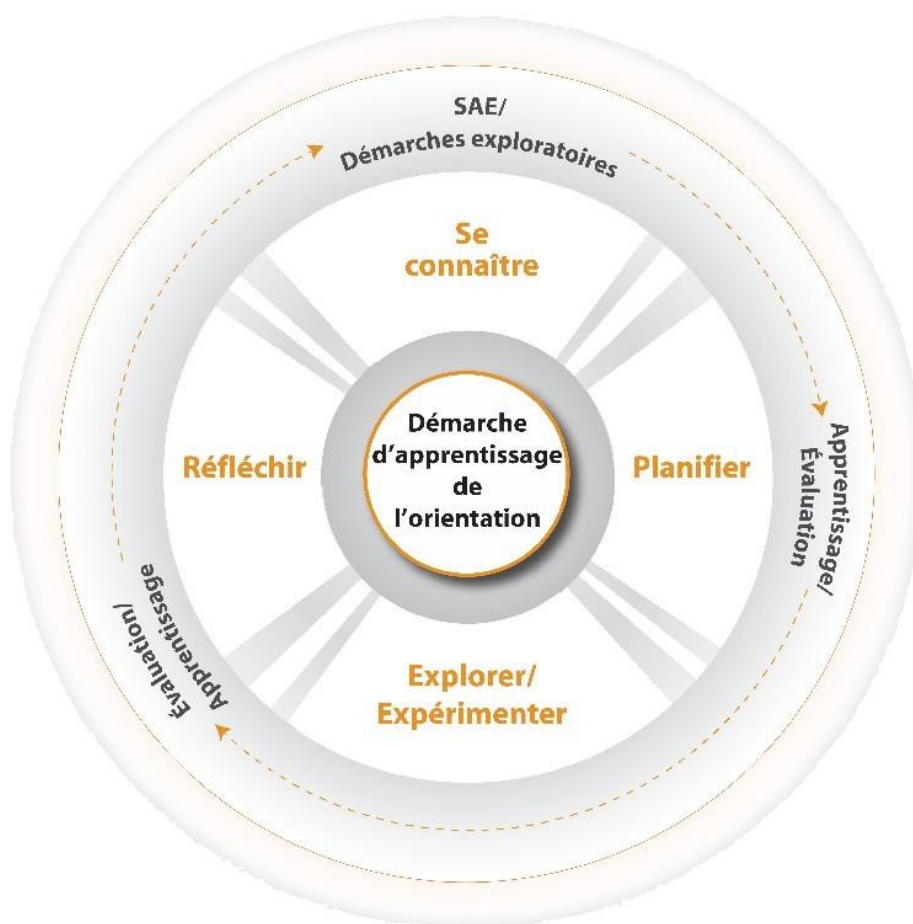 SAE/
Démarches exploratoires
Se
connaître
Démarche
d'apprentissage
de
l'orientation
Réfléchir
Planifier
Apprentissage/
Évaluation
Explorer/
Expérimenter
Évaluation/
Apprentissage